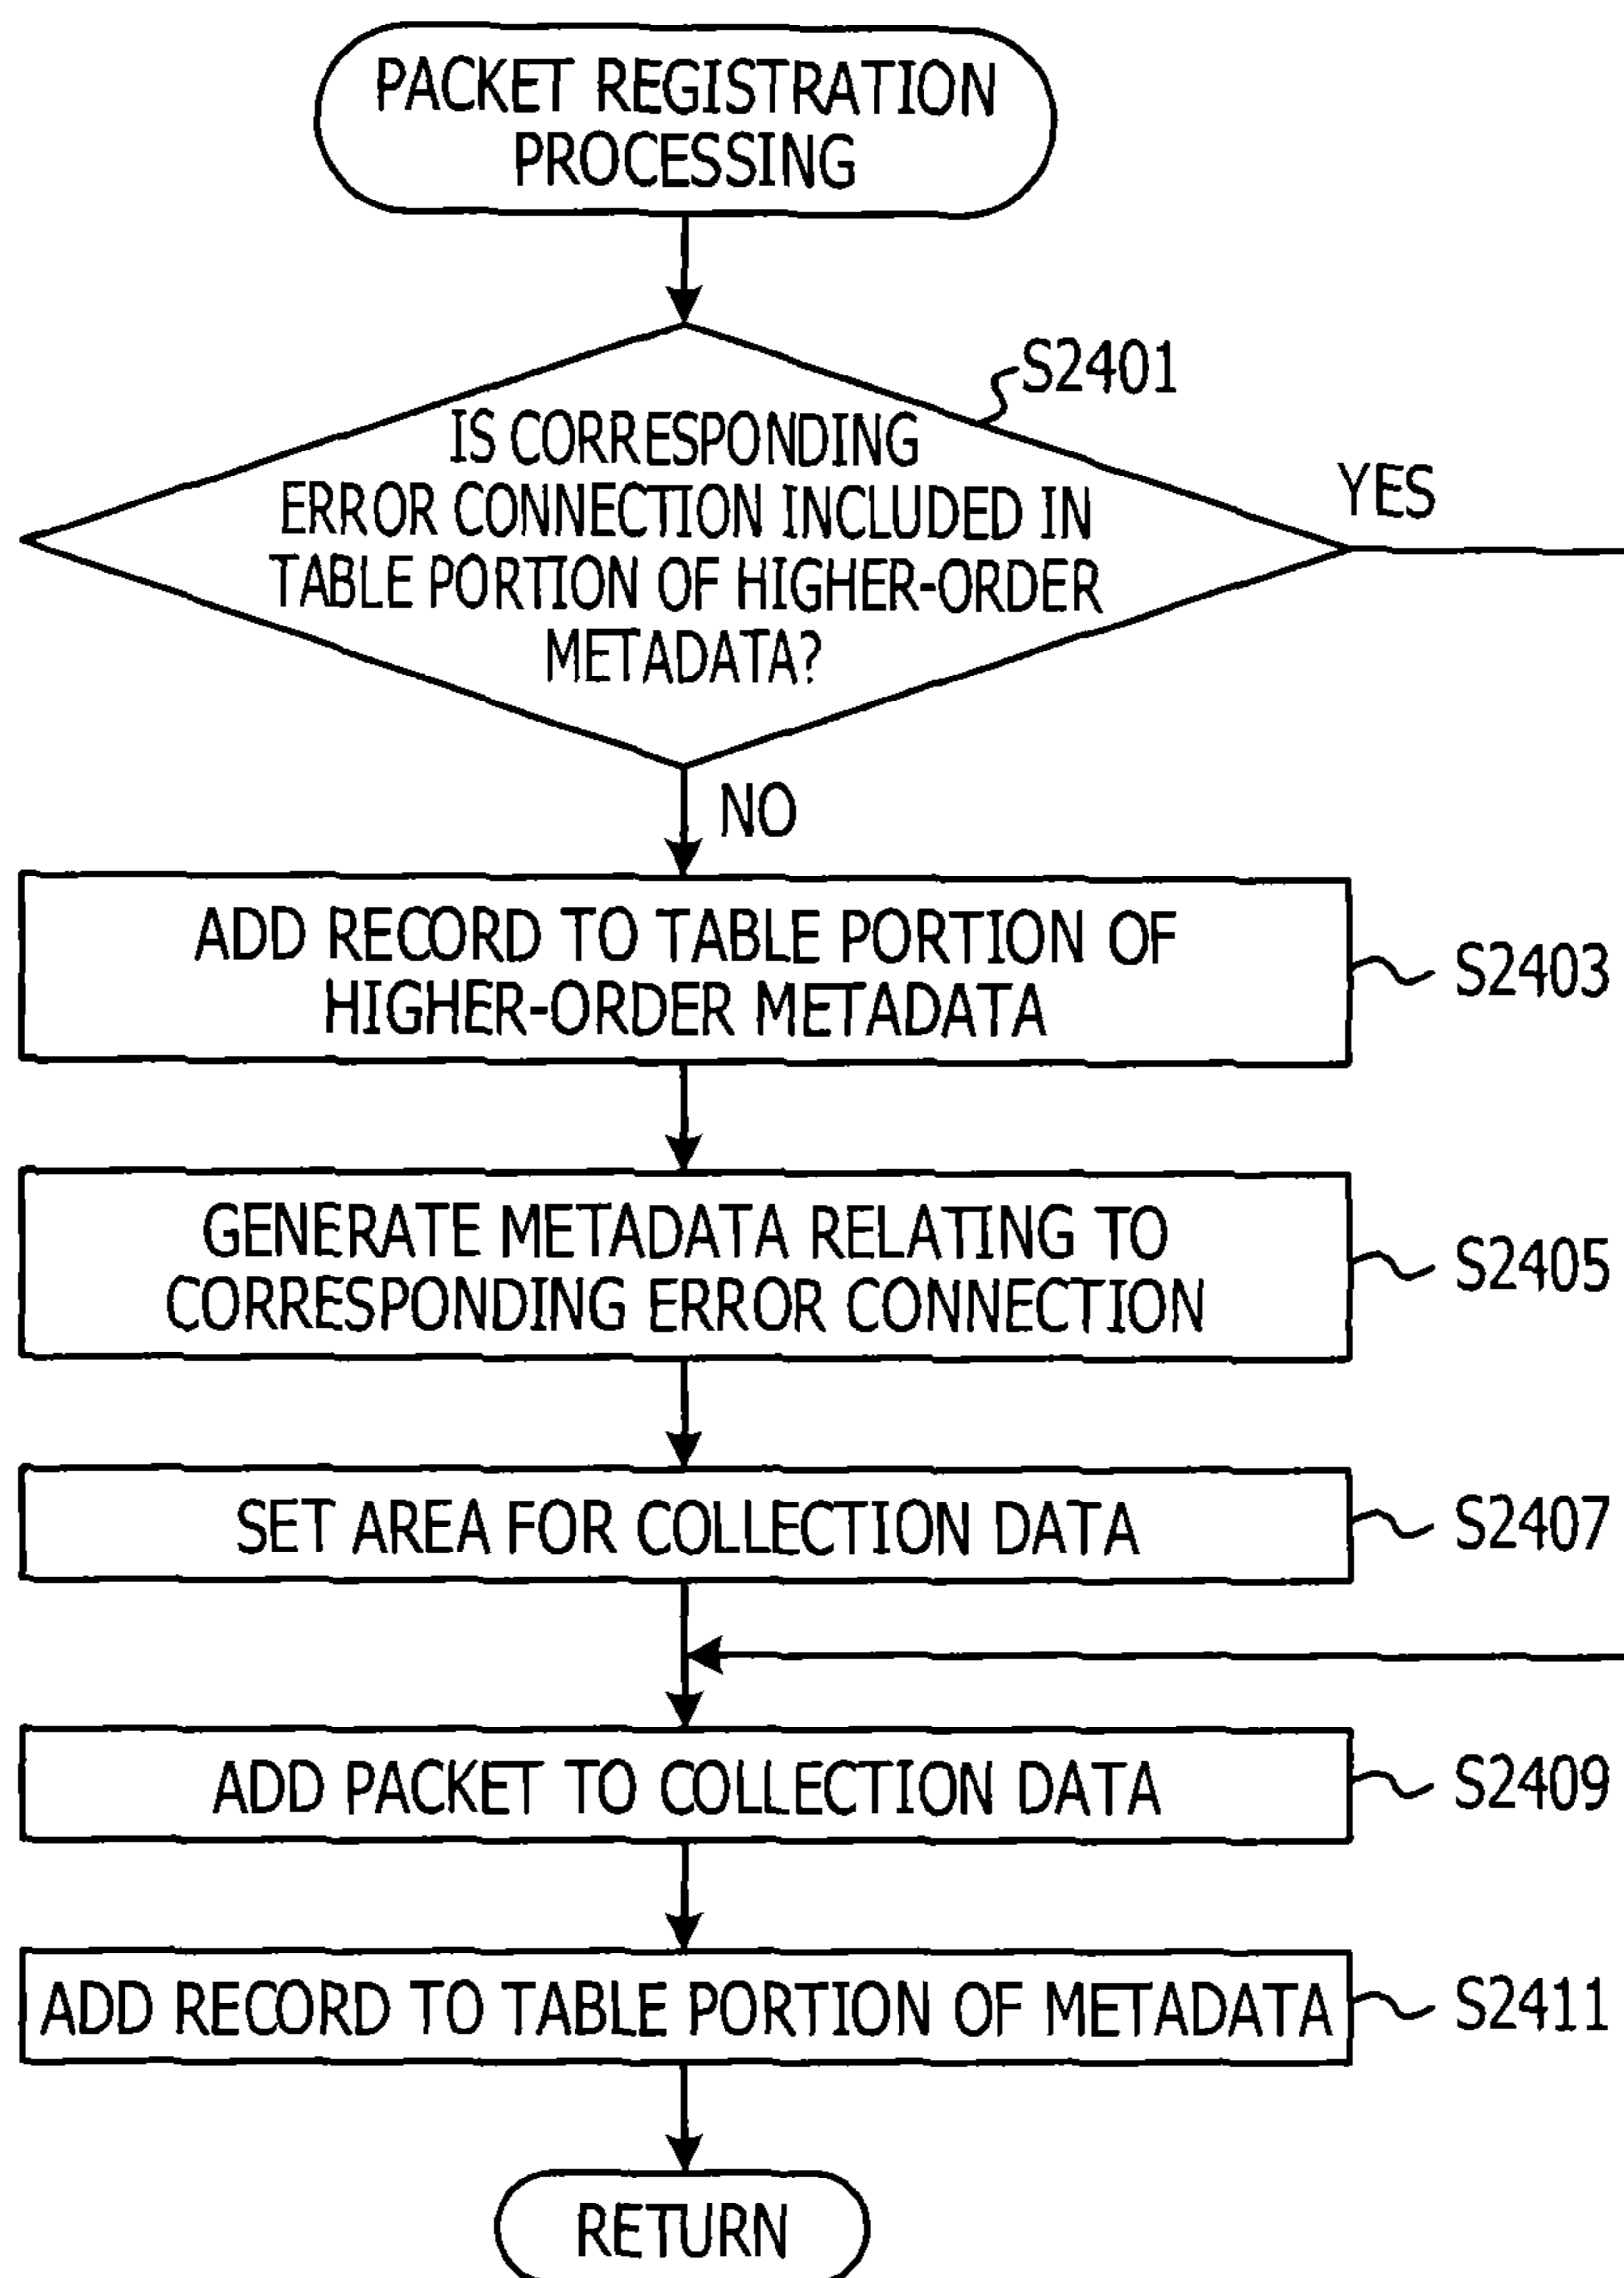 PACKET REGISTRATION
PROCESSING
S2401
IS CORRESPONDING
ERROR CONNECTION INCLUDED IN
TABLE PORTION OF HIGHER-ORDER
METADATA?
YES
NO
ADD RECORD TO TABLE PORTION OF
HIGHER-ORDER METADATA
S2403
GENERATE METADATA RELATING TO
CORRESPONDING ERROR CONNECTION
S2405
SET AREA FOR COLLECTION DATA
S2407
ADD PACKET TO COLLECTION DATA
S2409
ADD RECORD TO TABLE PORTION OF METADATA
S2411
RETURN